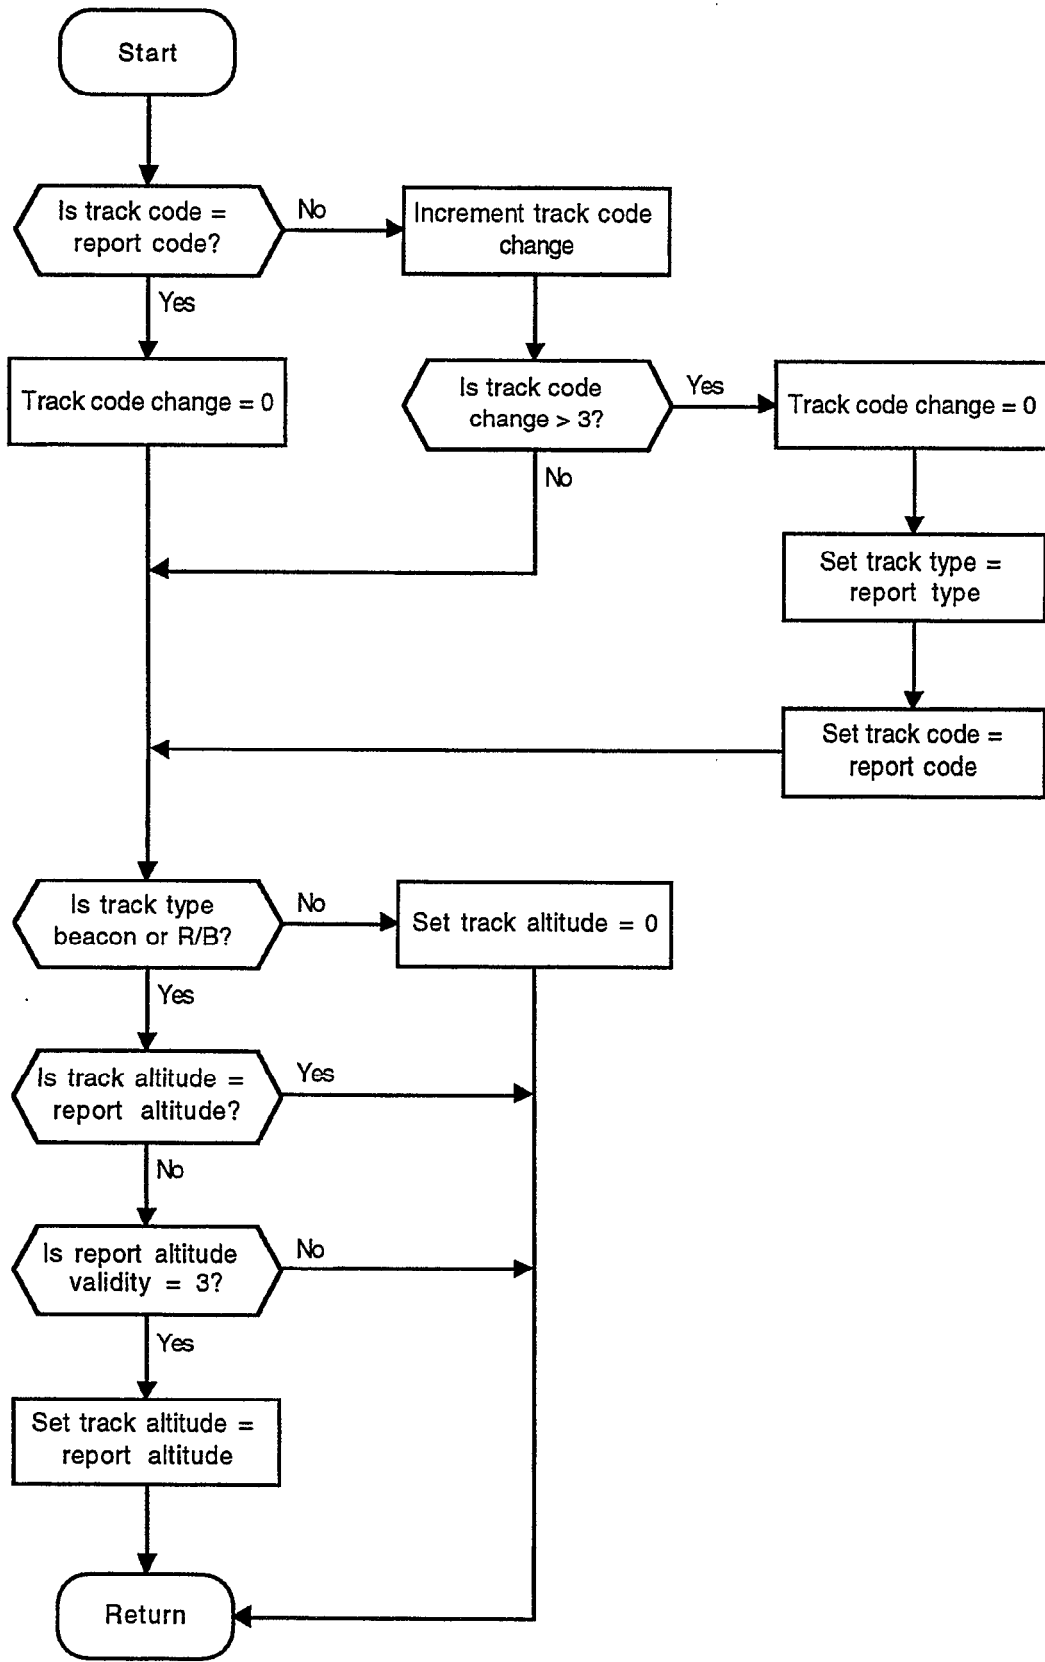 Start
Is track code =
report code?
No
Increment track code
change
Yes
Track code change = 0
Is track code
change > 3?
Yes
Track code change = 0
No
Set track type =
report type
Set track code =
report code
Is track type
beacon or R/B?
No
Set track altitude = 0
Yes
Is track altitude =
report altitude?
Yes
No
Is report altitude
validity = 3?
No
Yes
Set track altitude =
report altitude
Return